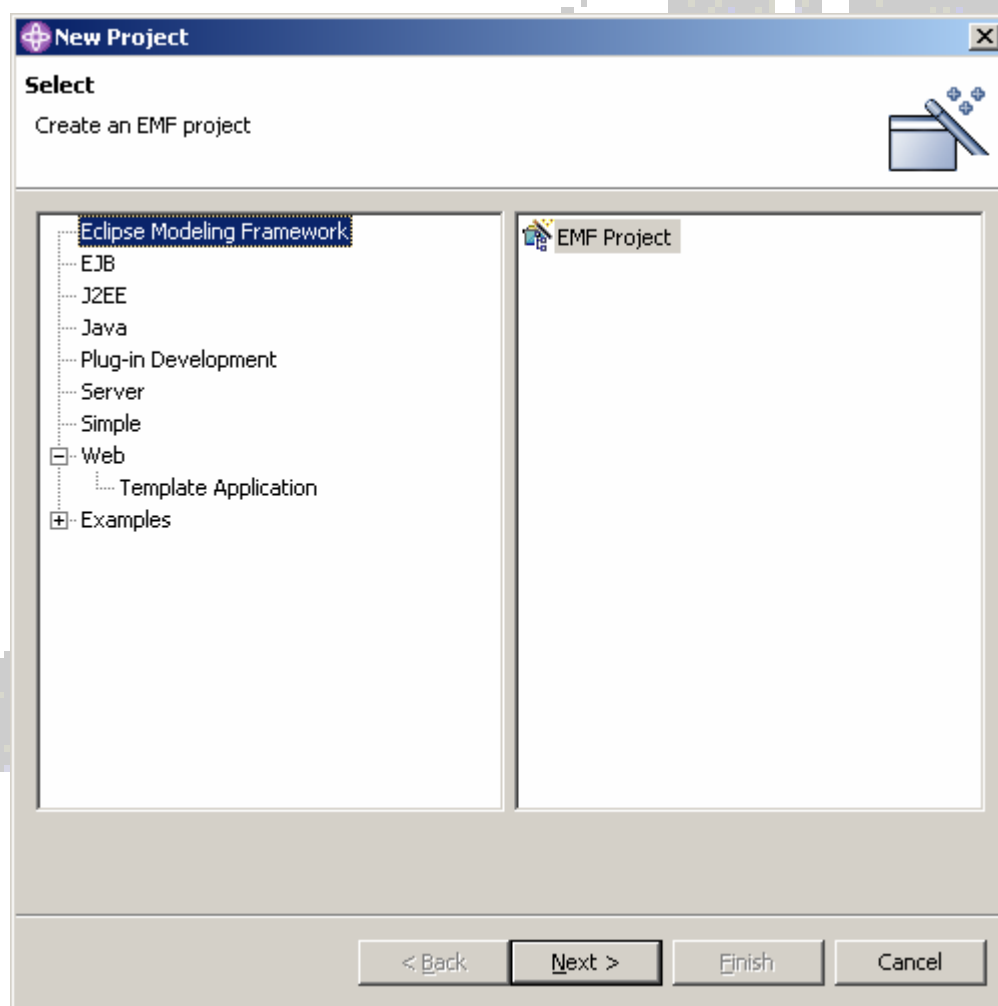 New Project
Select
Create an EMF project
Eclipse Modeling Framework
EJB
J2EE
Java
Plug-in Development
Server
Simple
Web
Template Application
Examples
EMF Project
< Back
Next >
Finish
Cancel